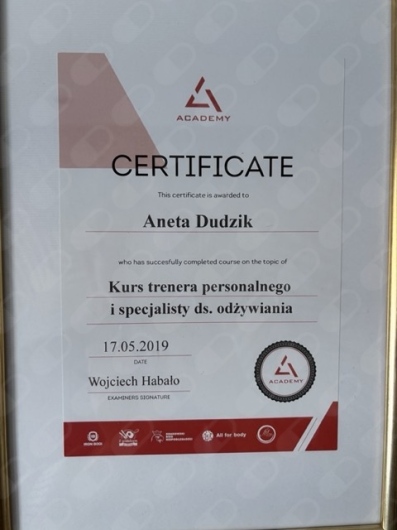 ACADEMY
CERTIFICATE
This certificate is awarded to
Aneta Dudzik
who has succesfully completed course on the topic of
Kurs trenera personalnego
i specjalisty ds. odżywiania
17.05.2019
DATE
Wojciech Habało
EXAMINERS SIGNATURE
ACADEMY
All for body